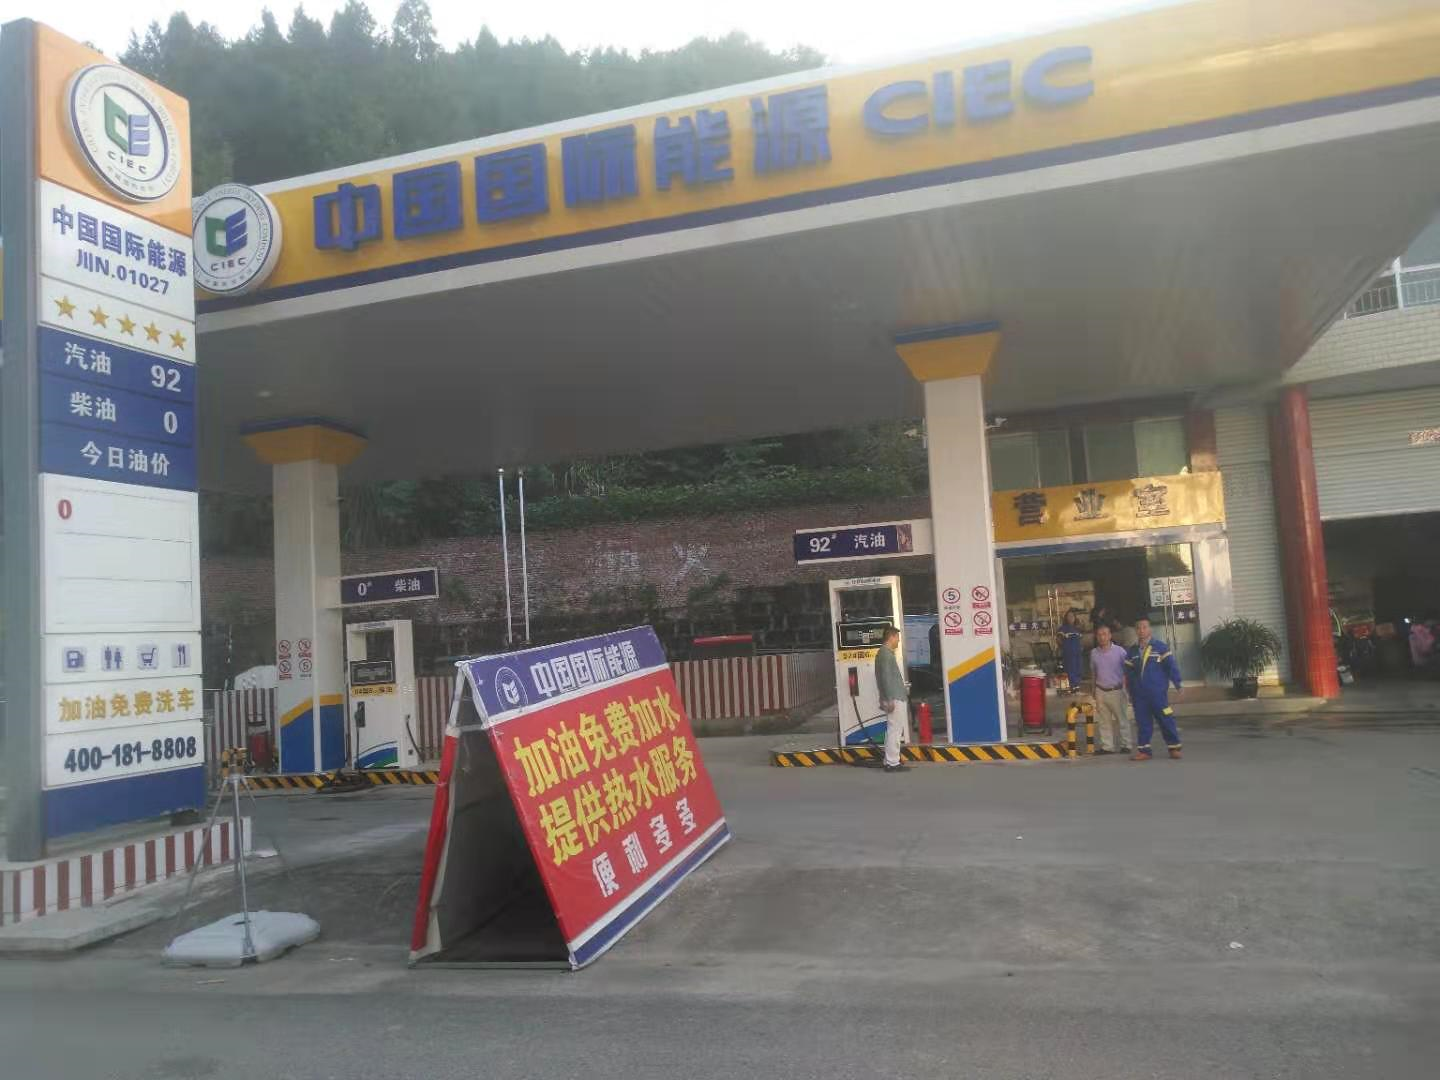 CIEC
中国国际能源
川N.01027
汽油 92
柴油 0
今日油价
0
加油免费洗车
400-181-8808
CIEC
中国国际能源 CIEC
0# 柴油
92# 汽油
营业室
5
5
中国国际能源
加油免费加水
提供热水服务
便利多多